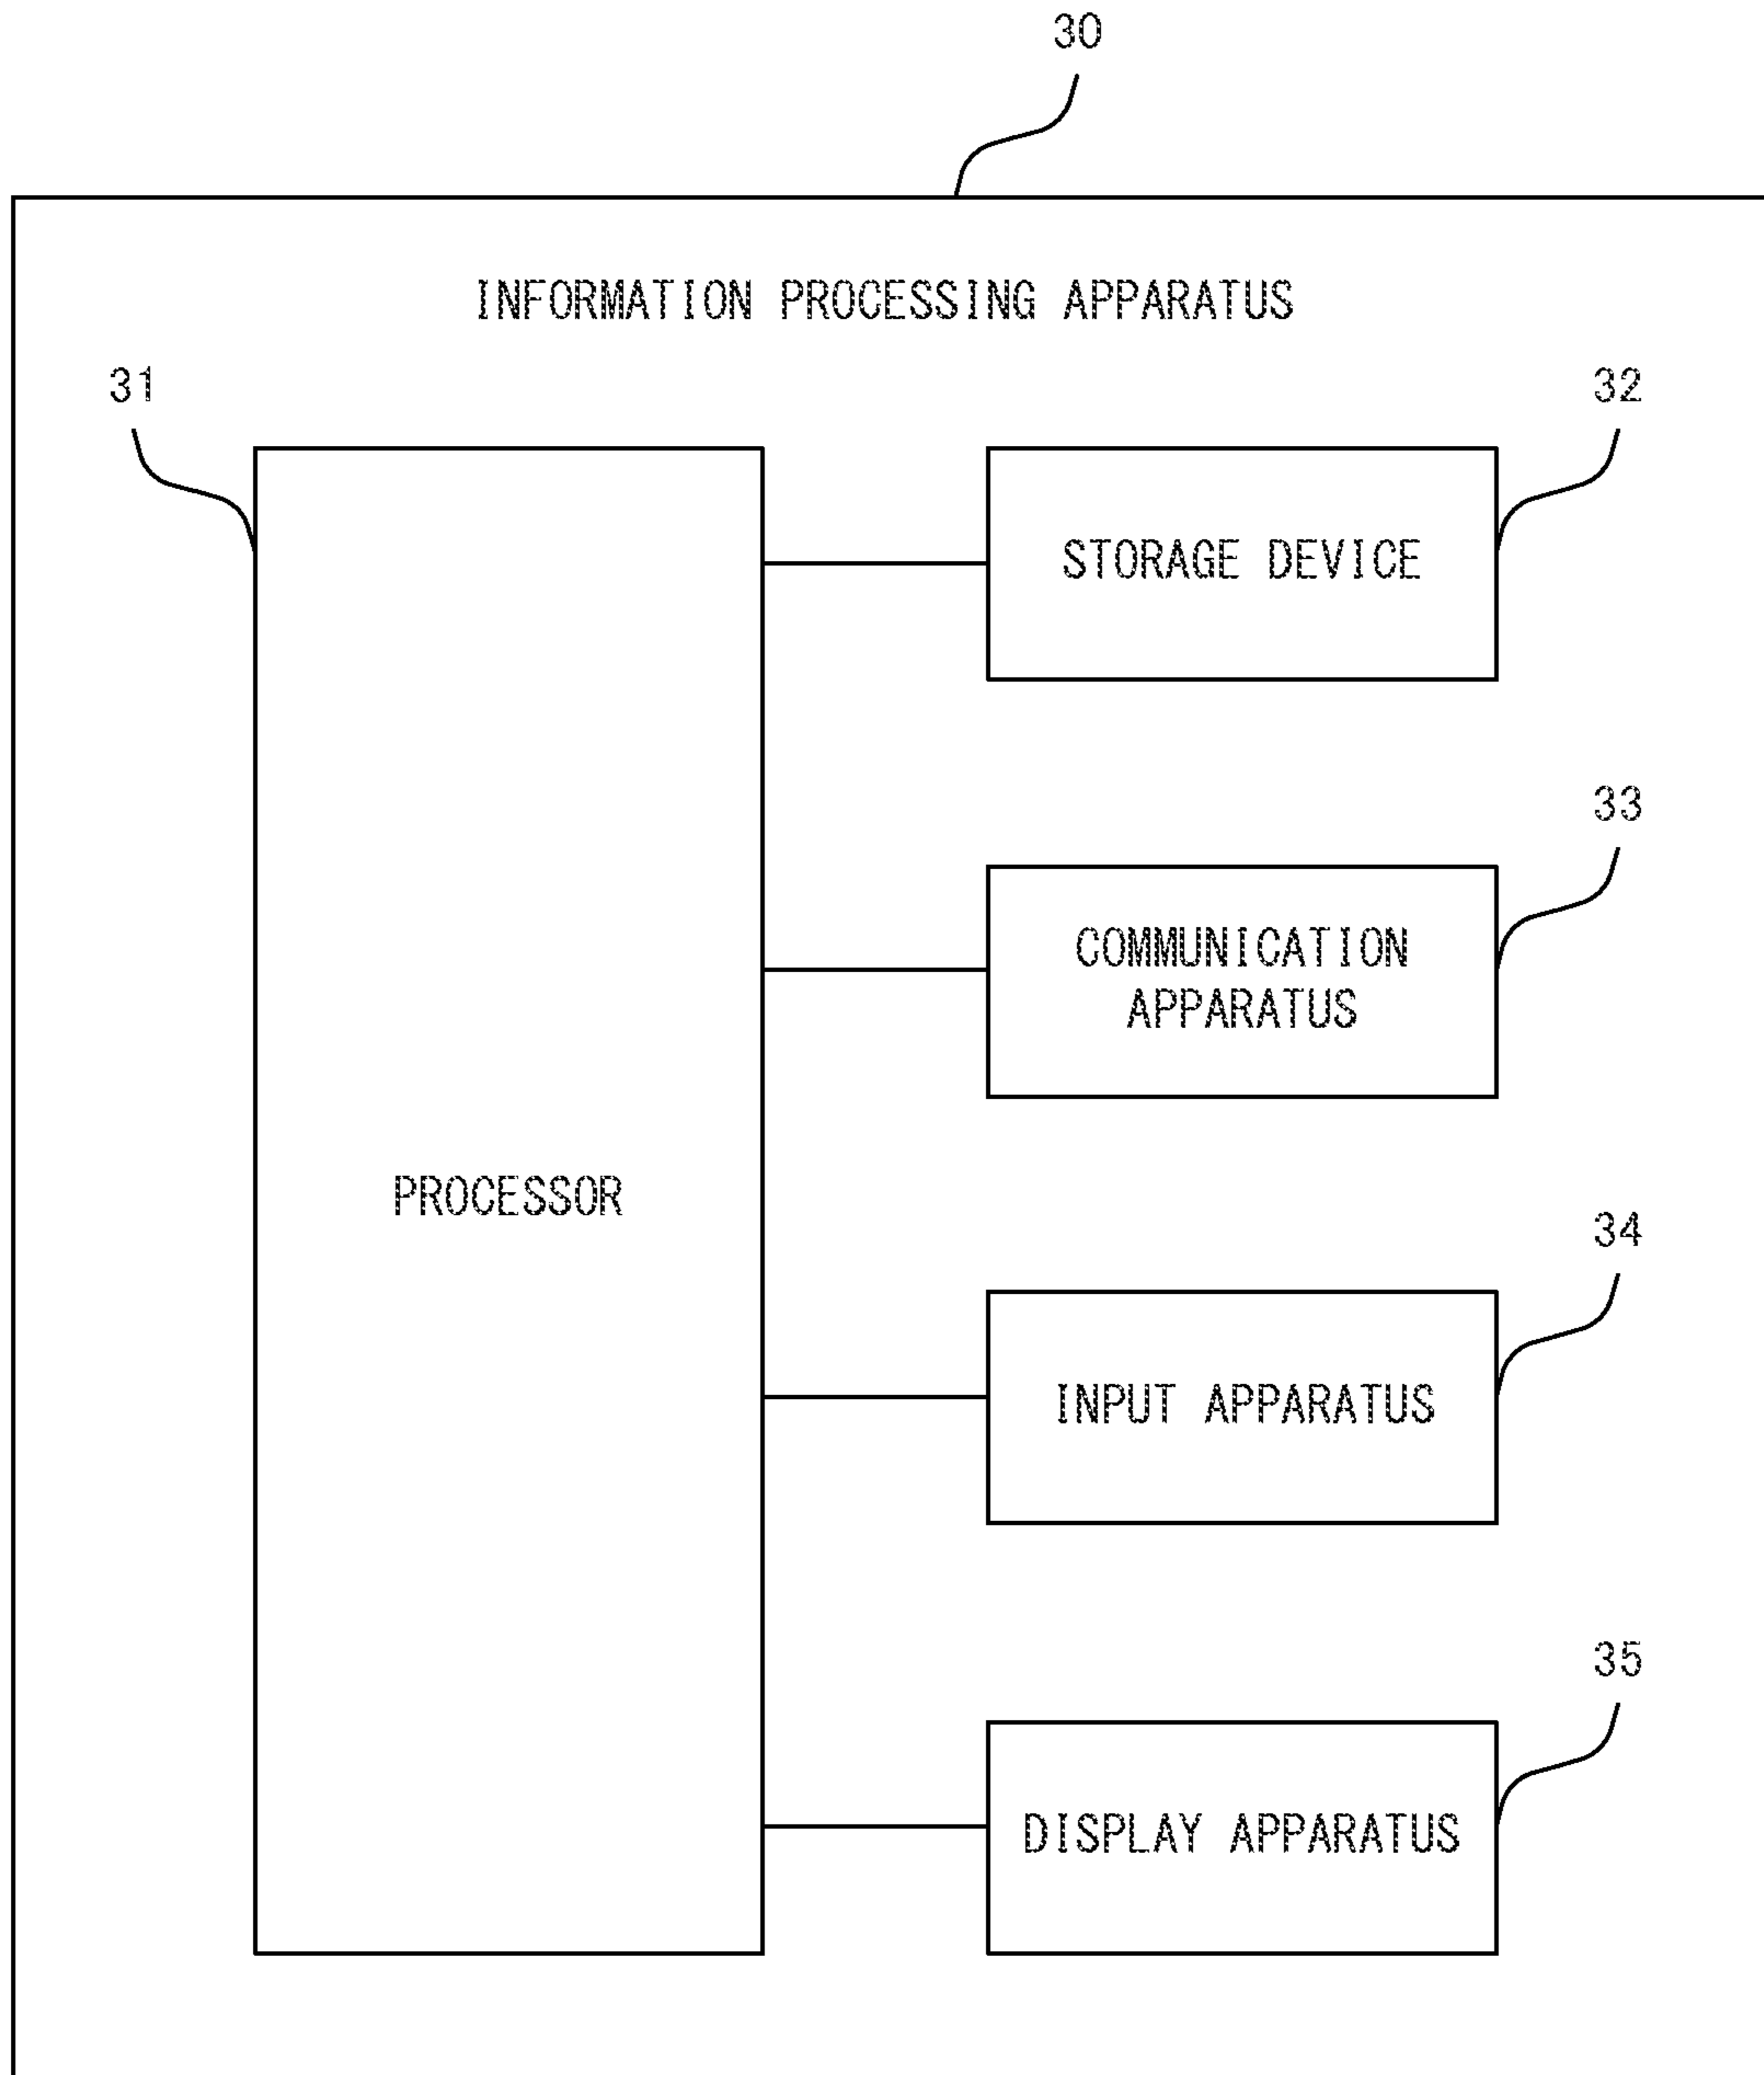 30
INFORMATION PROCESSING APPARATUS
31
32
STORAGE DEVICE
33
COMMUNICATION
APPARATUS
PROCESSOR
34
INPUT APPARATUS
35
DISPLAY APPARATUS